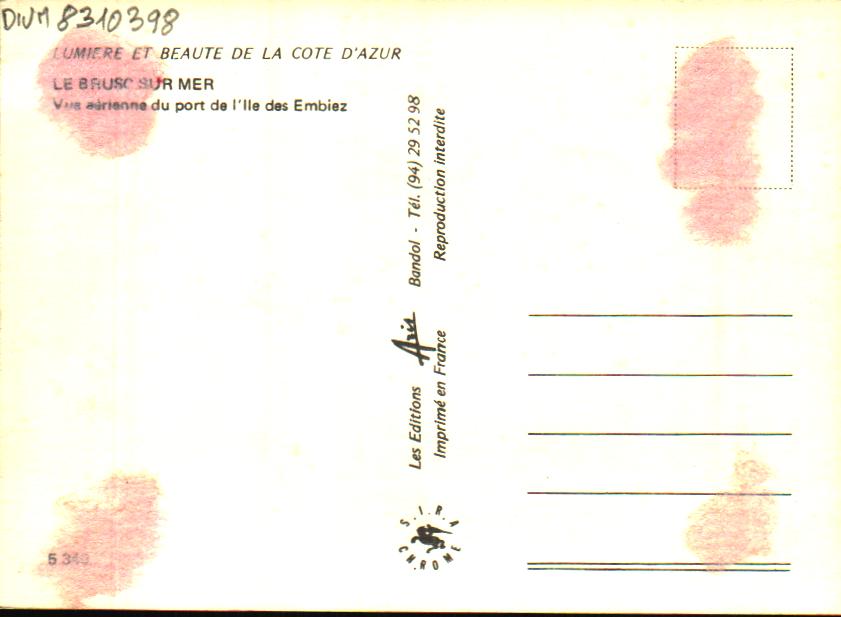 DIVM 8310398
LUMIERE ET BEAUTE DE LA COTE D'AZUR
LE BRUSC SUR MER
Vue aérienne du port de l'Ile des Embiez
Les Editions Aris Bandol - Tél. (94) 29 52 98
Imprimé en France Reproduction interdite
S.I.R.A
CHROME